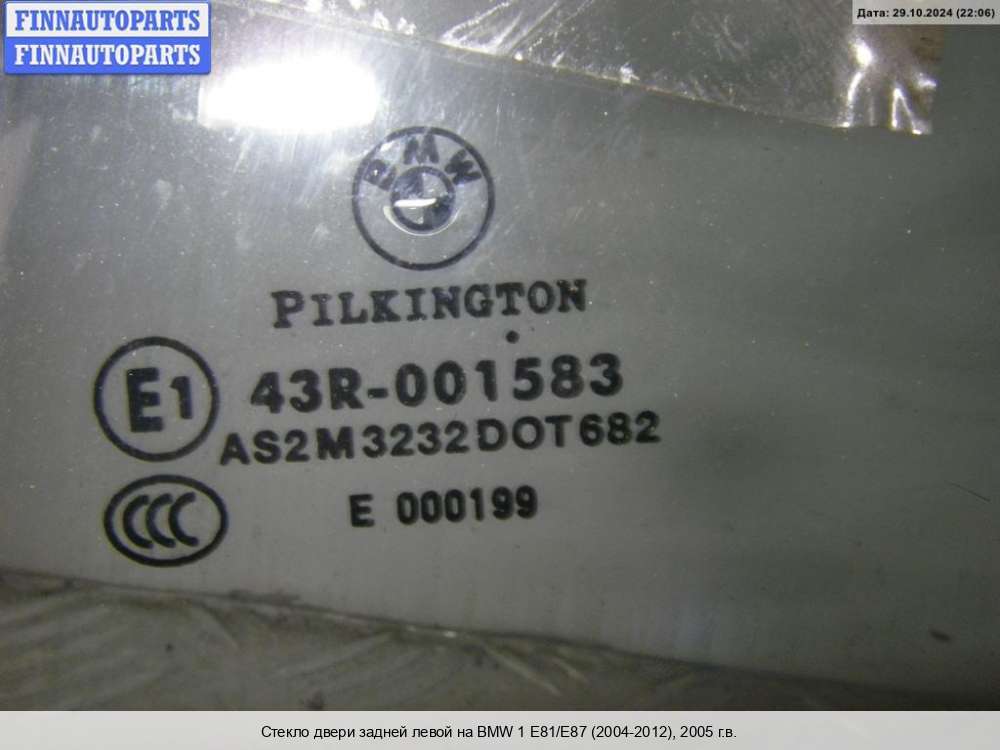 FINNAUTOPARTS
FINNAUTOPARTS
Дата: 29.10.2024 (22:06)
BMW
PILKINGTON
E1 43R-001583
AS2M3232DOT682
CCC E 000199
Стекло двери задней левой на BMW 1 E81/E87 (2004-2012), 2005 г.в.